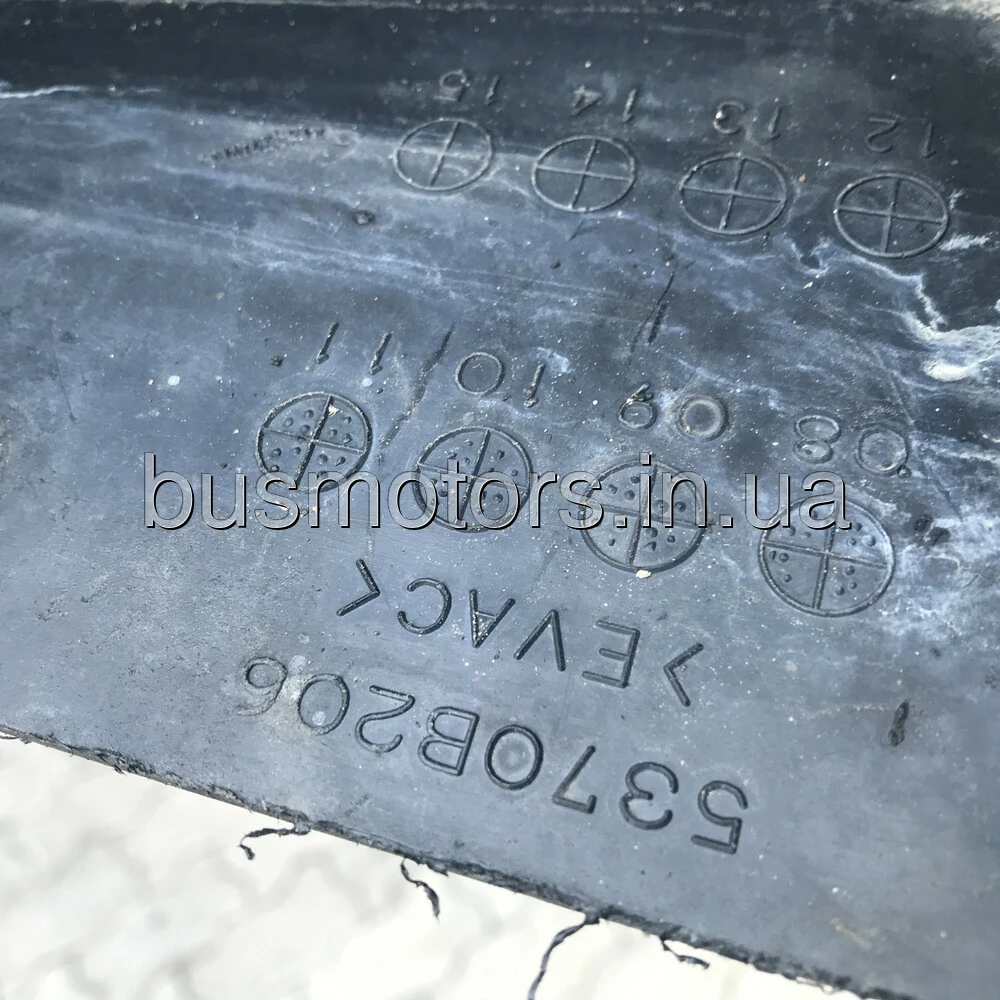 5370B206
>EVAC<
08 09 10 11
12 13 14 15
busmotors.in.ua